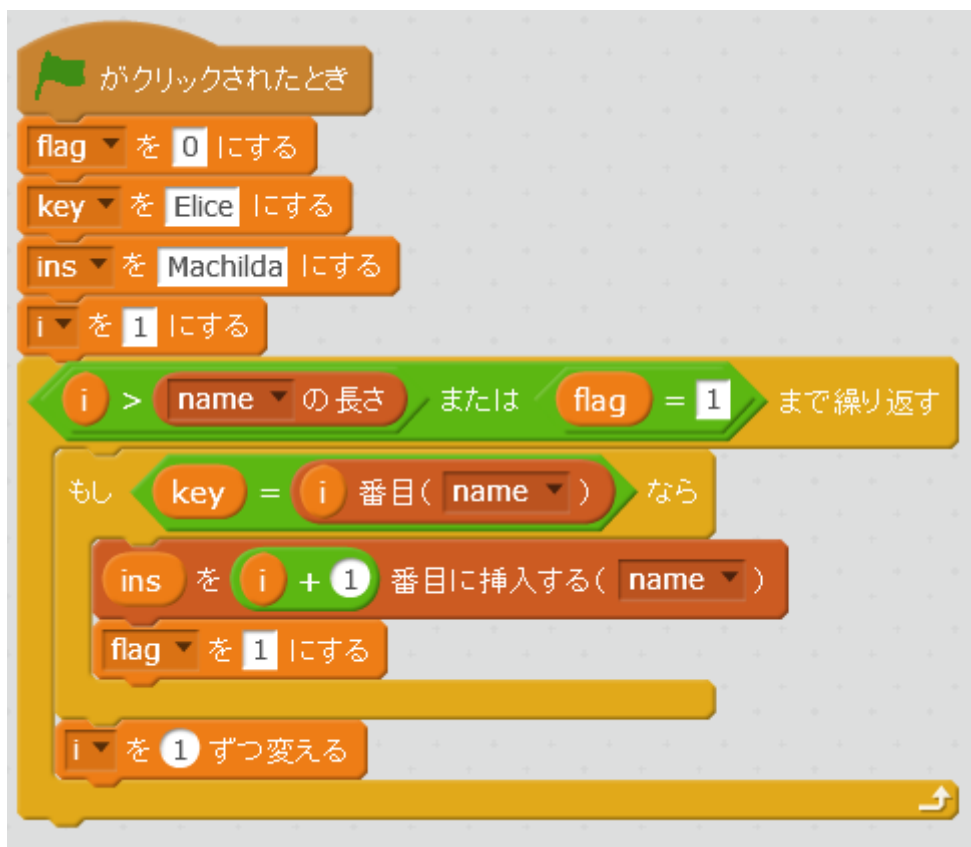 がクリックされたとき
flag を 0 にする
key を Elice にする
ins を Machilda にする
i を 1 にする
i > name の長さ または flag = 1 まで繰り返す
もし key = i 番目( name ) なら
ins を i + 1 番目に挿入する( name )
flag を 1 にする
i を 1 ずつ変える